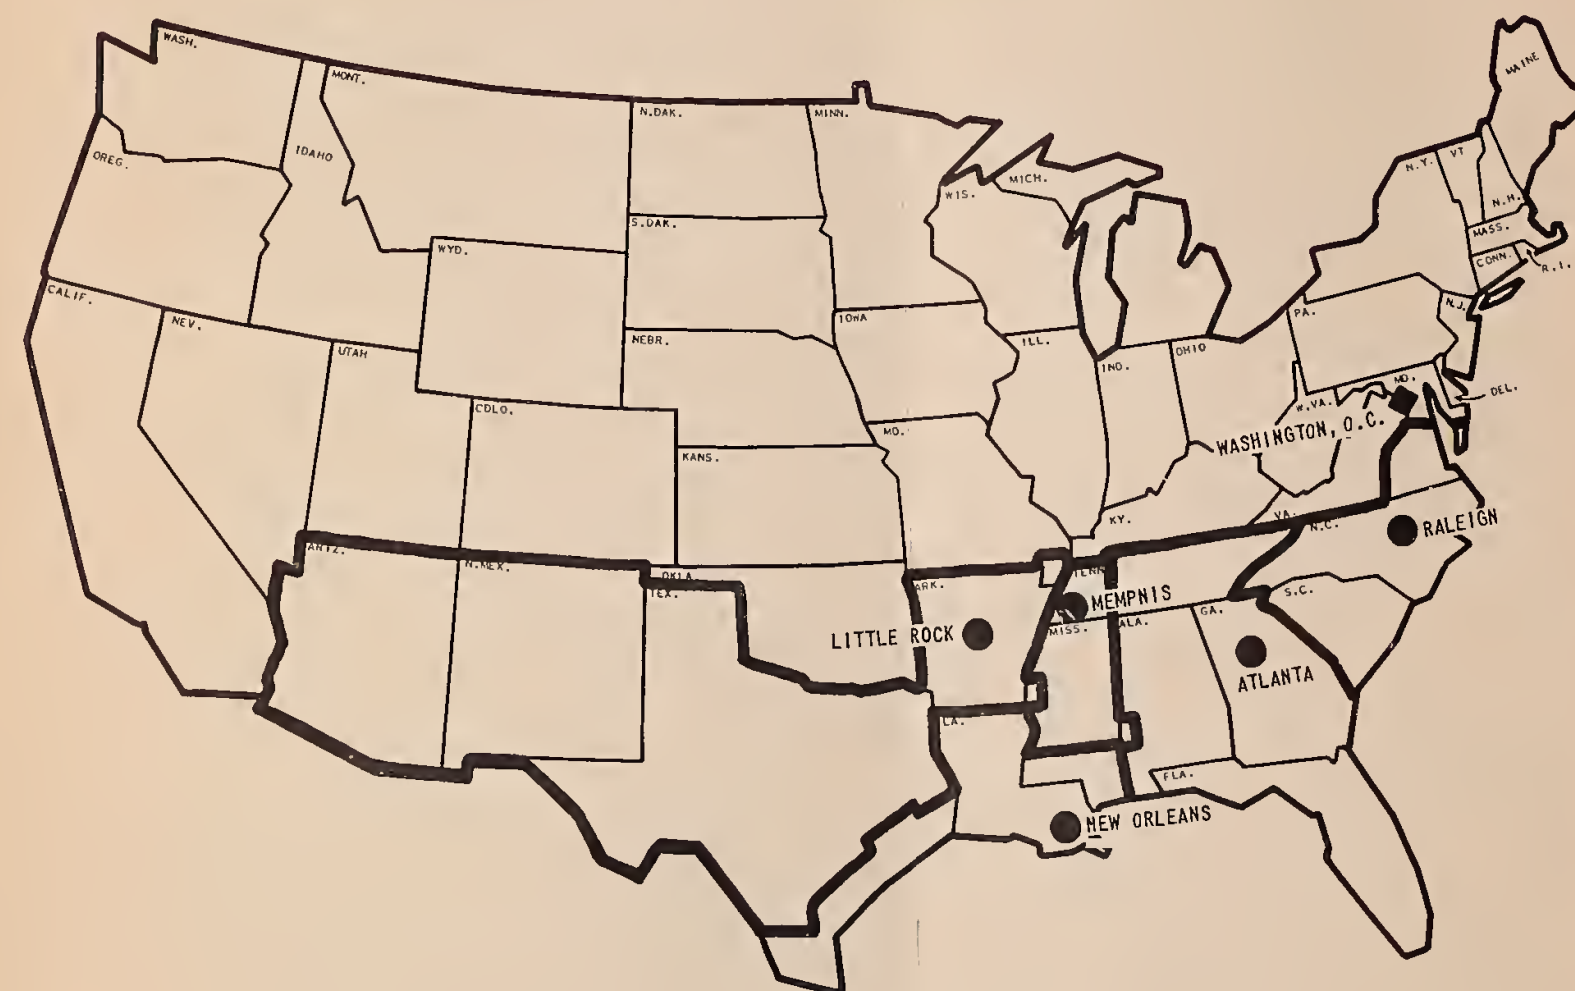 WASH.
MONT.
N.DAK.
MINN.
MAINE
OREG.
IDAHO
N.Y.
VT
WIS.
MICH.
N.H.
S.DAK.
MASS.
WYO.
CONN.
R.I.
CALIF.
NEV.
IOWA
PA.
N.J.
UTAH
NEBR.
ILL.
OHIO
IND.
MD.
DEL.
COLO.
W.VA.
MO.
WASHINGTON, D.C.
KANS.
KY.
VA.
N.C.
RALEIGH
ARIZ.
N.MEX.
OKLA.
TEX.
ARK.
TENN.
MEMPHIS
S.C.
LITTLE ROCK
MISS.
ALA.
GA.
ATLANTA
LA.
FLA.
NEW ORLEANS